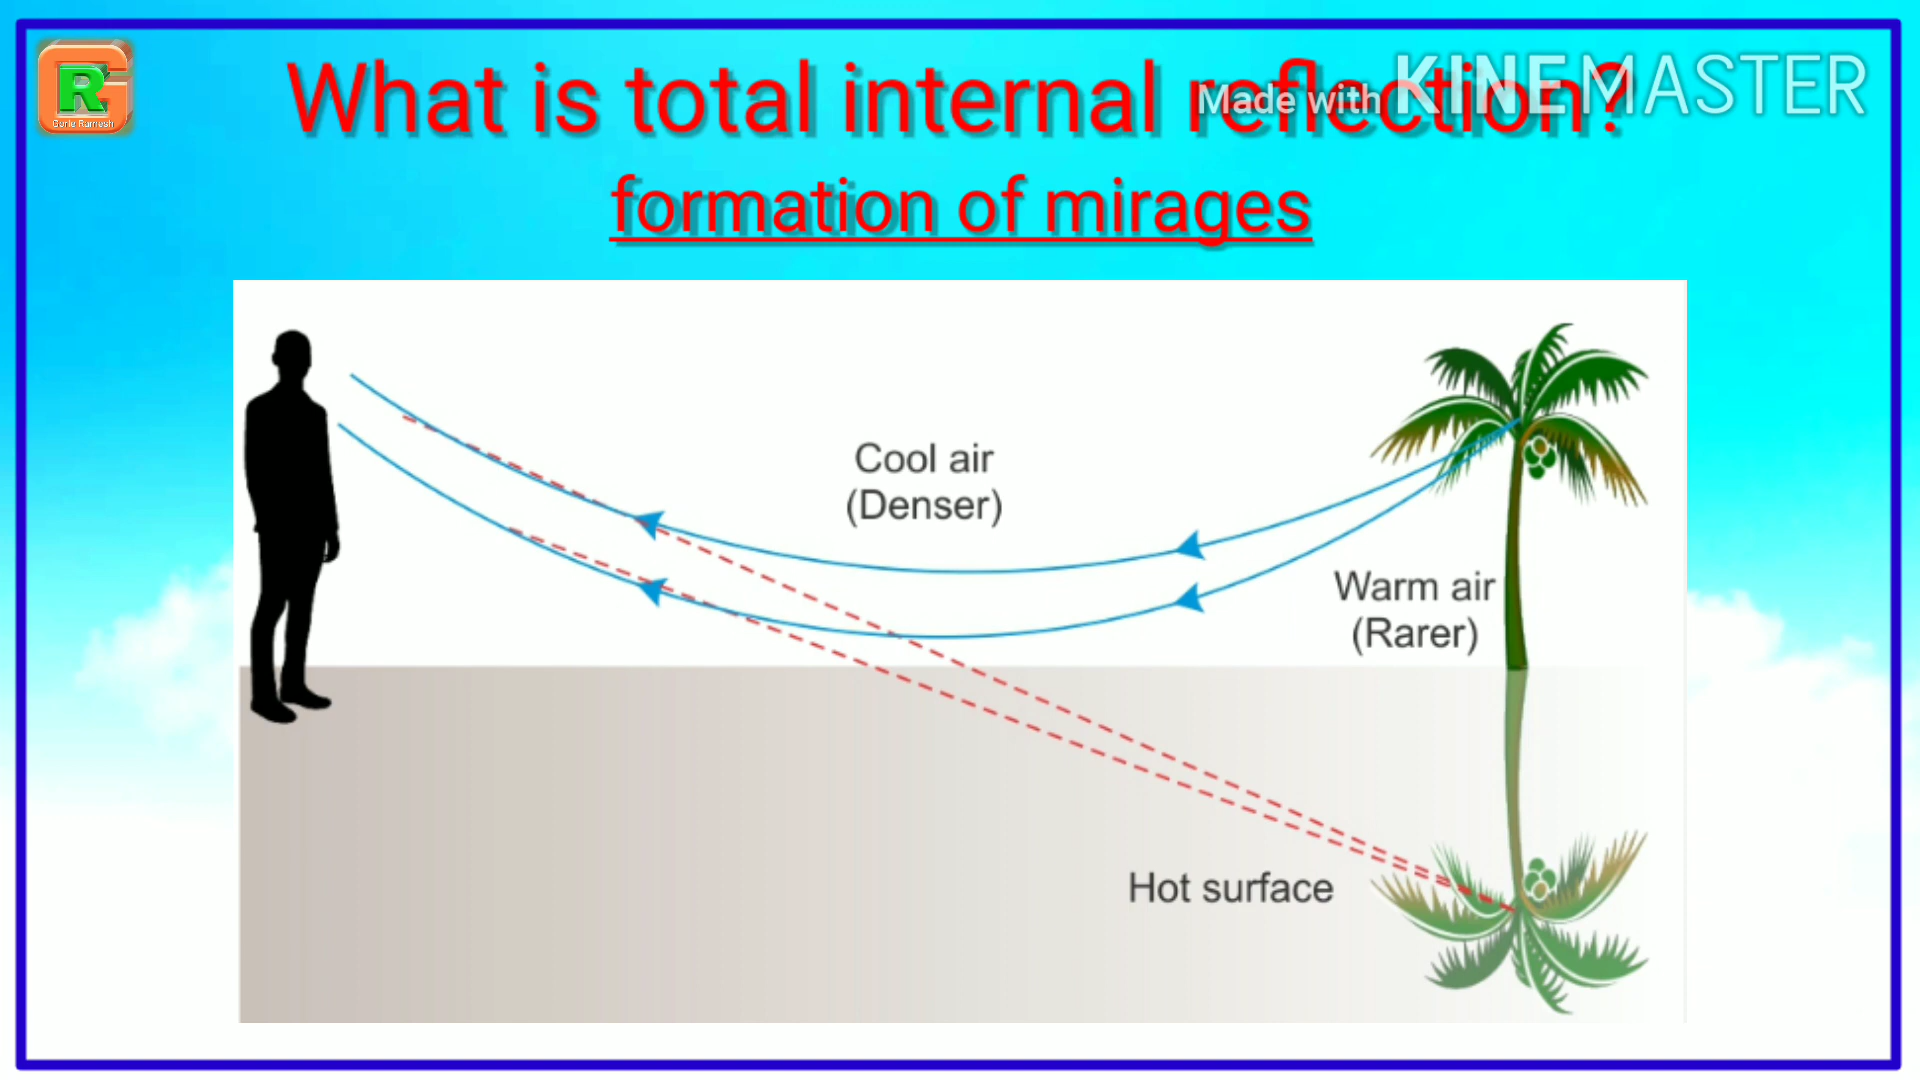 What is total internal reflection?
Made with KINEMASTER
R
formation of mirages
Cool air
(Denser)
Warm air
(Rarer)
Hot surface